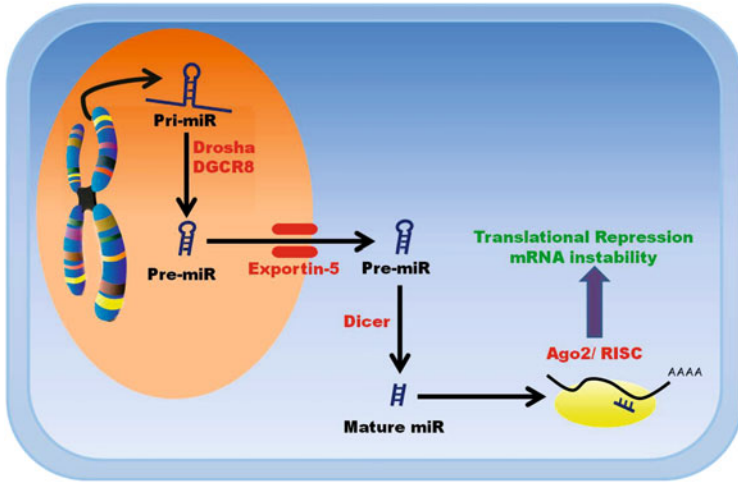 Pri-miR
Drosha
DGCR8
Pre-miR
Exportin-5
Pre-miR
Dicer
Mature miR
Translational Repression
mRNA instability
Ago2/ RISC
AAAA